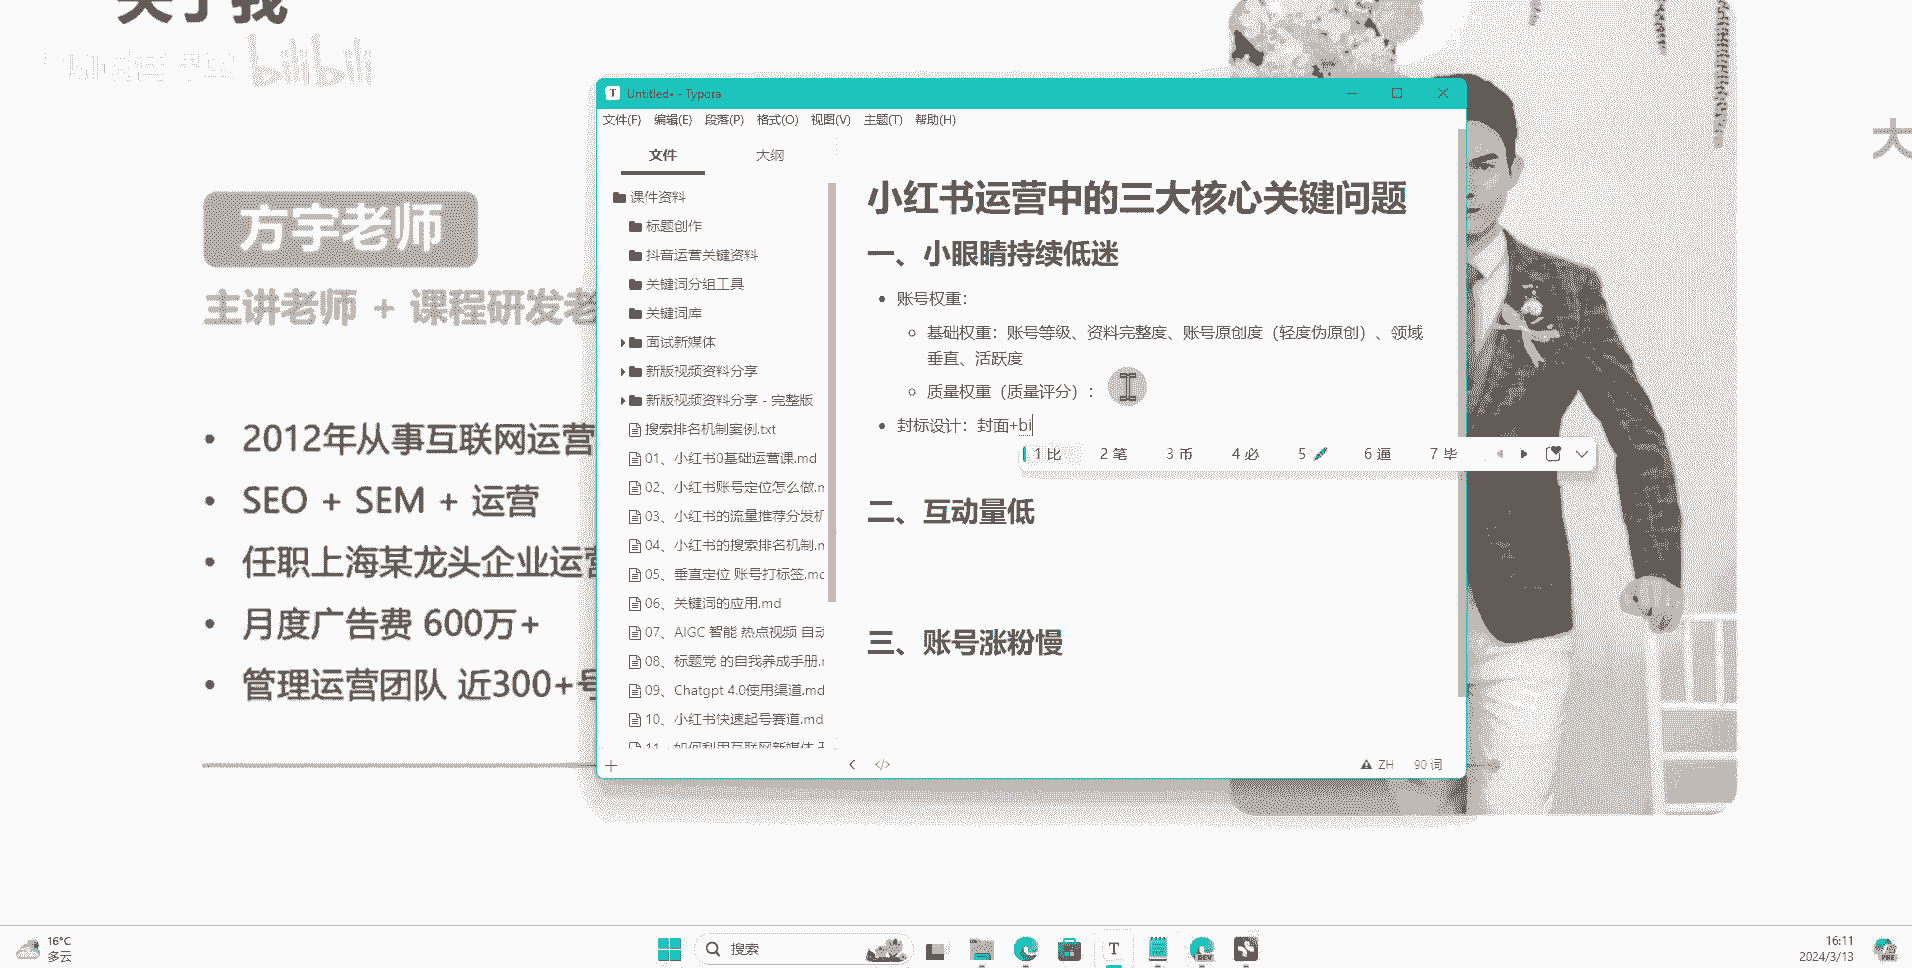 关于我
bilibili
方宇老师
主讲老师 + 课程研发老
2012年从事互联网运营
SEO + SEM + 运营
任职上海某龙头企业运营
月度广告费 600万+
管理运营团队 近300+号
大
T Untitled• - Typora
文件(F) 编辑(E) 段落(P) 格式(O) 视图(V) 主题(T) 帮助(H)
文件 大纲
课件资料
标题创作
抖音运营关键资料
关键词分组工具
关键词库
面试新媒体
新版视频资料分享
新版视频资料分享 - 完整版
搜索排名机制案例.txt
01、小红书0基础运营课.md
02、小红书账号定位怎么做.m
03、小红书的流量推荐分发机
04、小红书的搜索排名机制.m
05、垂直定位 账号打标签.mc
06、关键词的应用.md
07、AIGC 智能 热点视频 自动
08、标题党 的自我养成手册.r
09、Chatgpt 4.0使用渠道.md
10、小红书快速起号赛道.md
11、如何利用互联网新媒体
小红书运营中的三大核心关键问题
一、小眼睛持续低迷
账号权重：
基础权重：账号等级、资料完整度、账号原创度（轻度伪原创）、领域
垂直、活跃度
质量权重（质量评分）：
封标设计：封面+bi
1 比 2 笔 3 币 4 必 5 🖊 6 逼 7 毕
二、互动量低
三、账号涨粉慢
</> ZH 90 词
16°C
多云
搜索
T
DEV
16:11
2024/3/13
PRE